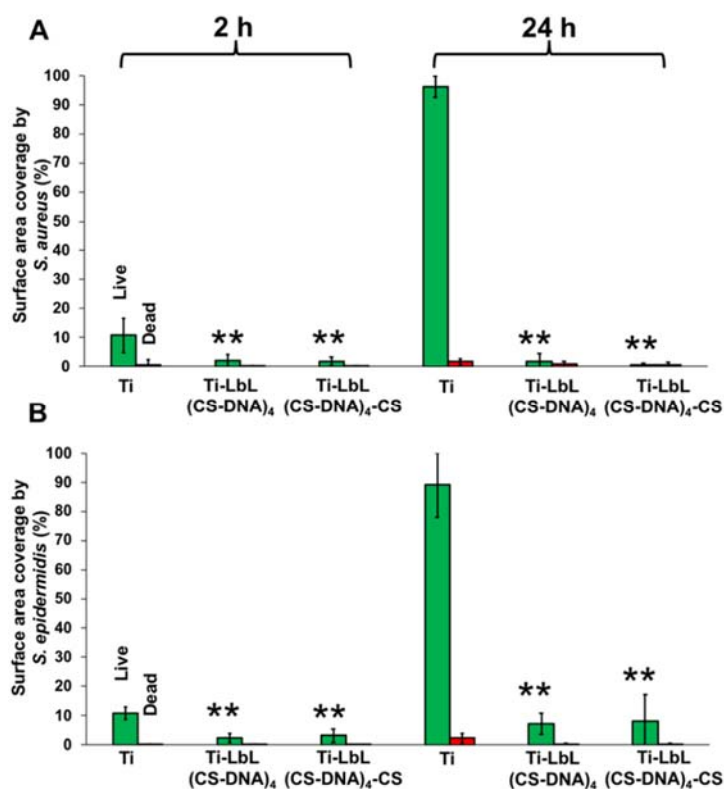 A
2 h
24 h
Surface area coverage by
S. aureus (%)
100
90
80
70
60
50
40
30
20
10
0
Live
Dead
** ** ** **
Ti Ti-LbL Ti-LbL Ti Ti-LbL Ti-LbL
(CS-DNA)₄ (CS-DNA)₄-CS (CS-DNA)₄ (CS-DNA)₄-CS
B
Surface area coverage by
S. epidermidis (%)
100
90
80
70
60
50
40
30
20
10
0
Live
Dead
** ** ** **
Ti Ti-LbL Ti-LbL Ti Ti-LbL Ti-LbL
(CS-DNA)₄ (CS-DNA)₄-CS (CS-DNA)₄ (CS-DNA)₄-CS